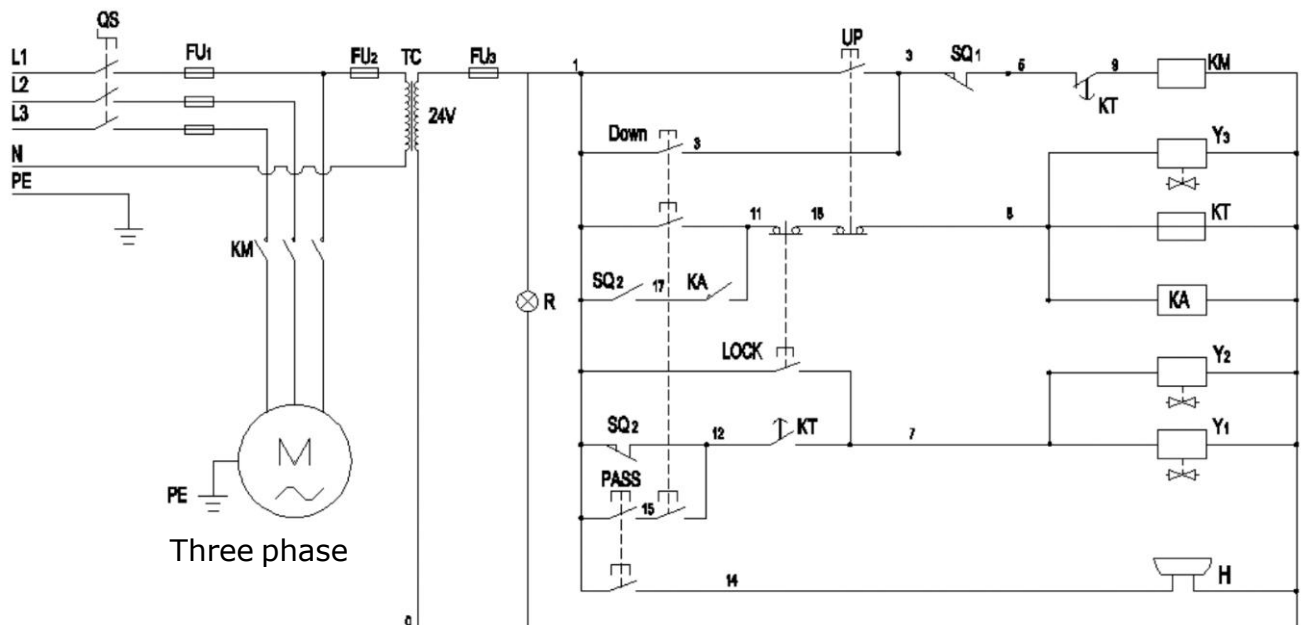 QS
UP
L1
FU1
FU2
TC
FU3
1
3
SQ1
5
9
KM
L2
KT
L3
24V
Down
3
Y3
N
PE
11
18
8
KT
KM
SQ2
17
KA
R
KA
LOCK
Y2
SQ2
12
KT
7
Y1
M
PASS
PE
15
Three phase
14
H
0